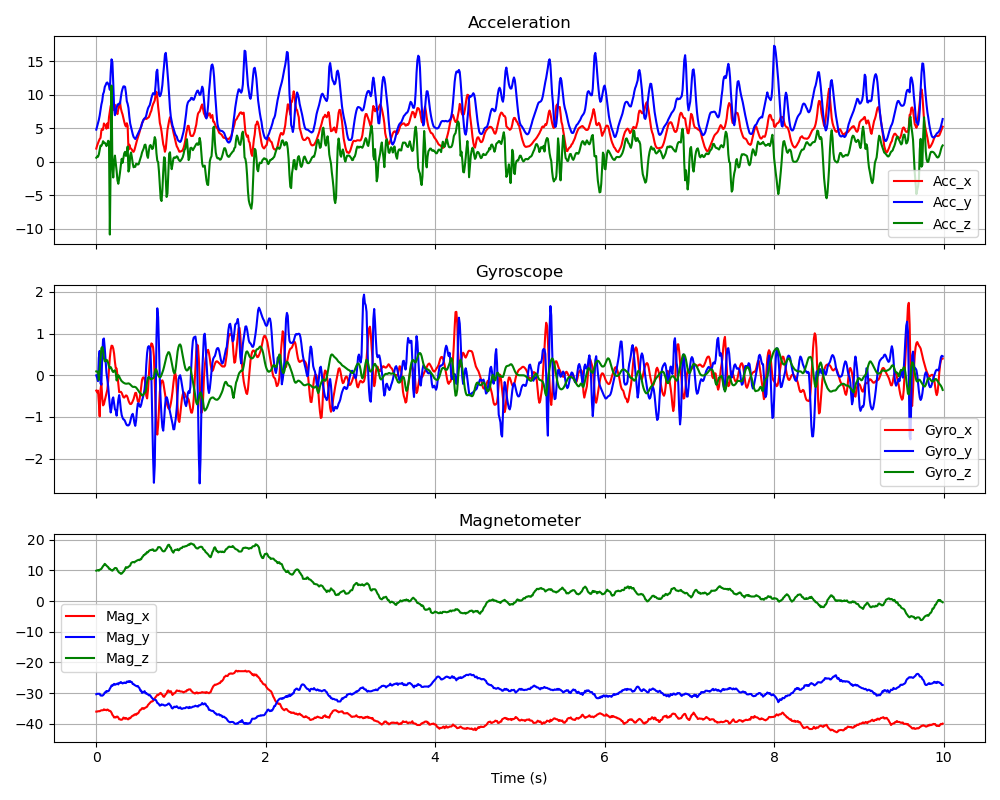 Acceleration
15
10
5
0
−5
−10
Acc_x
Acc_y
Acc_z
Gyroscope
2
1
0
−1
−2
Gyro_x
Gyro_y
Gyro_z
Magnetometer
20
10
0
−10
−20
−30
−40
Mag_x
Mag_y
Mag_z
0 2 4 6 8 10
Time (s)